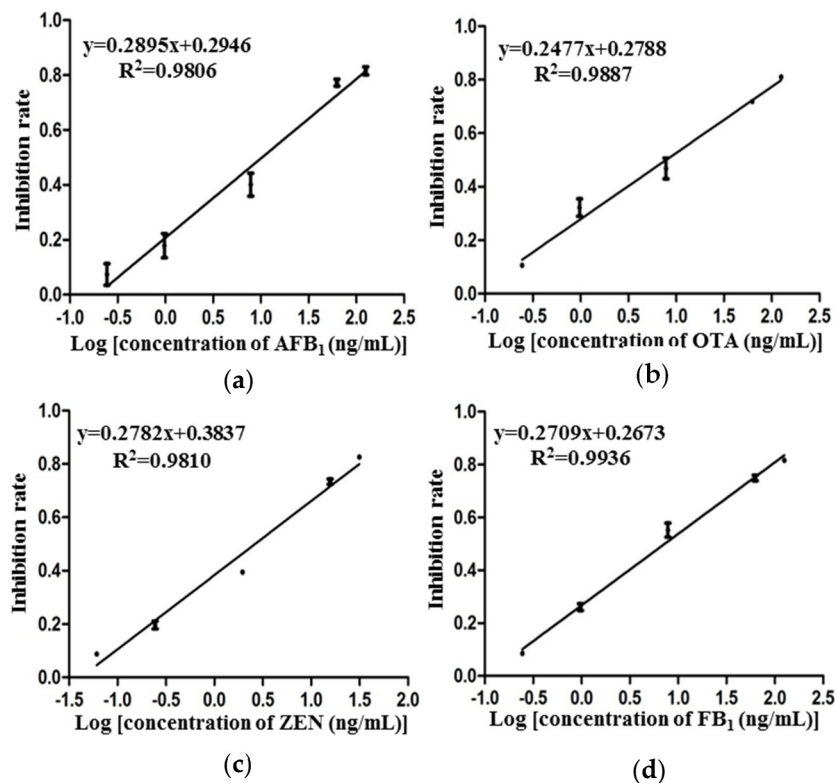 y=0.2895x+0.2946
R²=0.9806
Inhibition rate
1.0
0.8
0.6
0.4
0.2
0.0
-1.0 -0.5 0.0 0.5 1.0 1.5 2.0 2.5
Log [concentration of AFB₁ (ng/mL)]
(a)
y=0.2477x+0.2788
R²=0.9887
Inhibition rate
1.0
0.8
0.6
0.4
0.2
0.0
-1.0 -0.5 0.0 0.5 1.0 1.5 2.0 2.5
Log [concentration of OTA (ng/mL)]
(b)
y=0.2782x+0.3837
R²=0.9810
Inhibition rate
1.0
0.8
0.6
0.4
0.2
0.0
-1.5 -1.0 -0.5 0.0 0.5 1.0 1.5 2.0
Log [concentration of ZEN (ng/mL)]
(c)
y=0.2709x+0.2673
R²=0.9936
Inhibition rate
1.0
0.8
0.6
0.4
0.2
0.0
-1.0 -0.5 0.0 0.5 1.0 1.5 2.0 2.5
Log [concentration of FB₁ (ng/mL)]
(d)